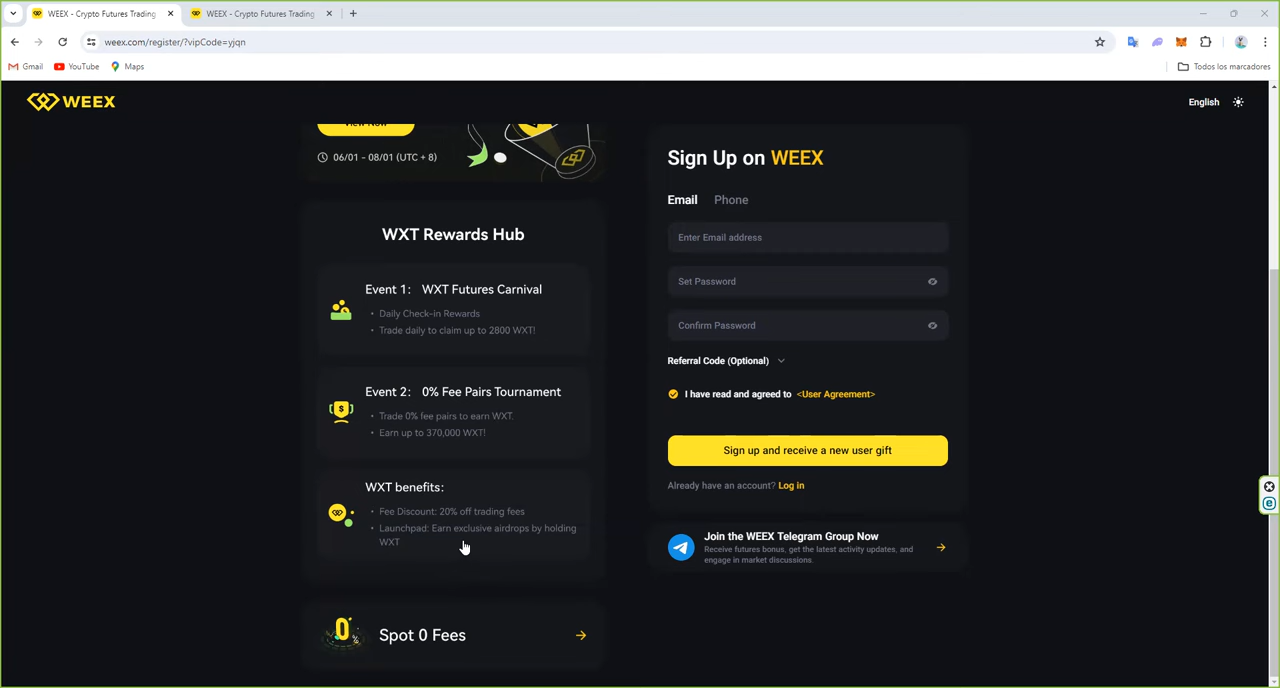 WEEX - Crypto Futures Trading
WEEX - Crypto Futures Trading
weex.com/register/?vipCode=yjqn
Gmail
YouTube
Maps
Todos los marcadores
WEEX
English
View Now
06/01 - 08/01 (UTC + 8)
WXT Rewards Hub
Event 1: WXT Futures Carnival
• Daily Check-in Rewards
• Trade daily to claim up to 2800 WXT!
Event 2: 0% Fee Pairs Tournament
• Trade 0% fee pairs to earn WXT.
• Earn up to 370,000 WXT!
WXT benefits:
• Fee Discount: 20% off trading fees
• Launchpad: Earn exclusive airdrops by holding
WXT
Spot 0 Fees
Sign Up on WEEX
Email Phone
Enter Email address
Set Password
Confirm Password
Referral Code (Optional)
I have read and agreed to <User Agreement>
Sign up and receive a new user gift
Already have an account? Log in
Join the WEEX Telegram Group Now
Receive futures bonus, get the latest activity updates, and
engage in market discussions.